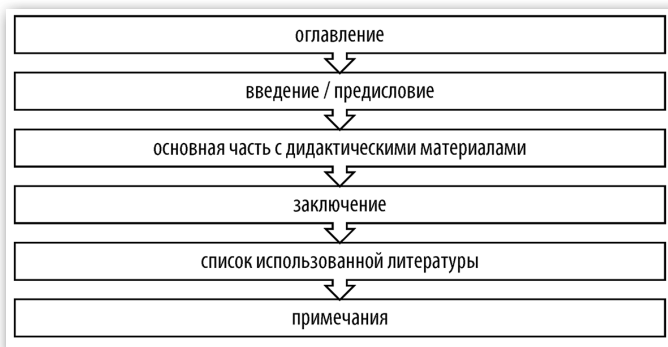 оглавление
введение / предисловие
основная часть с дидактическими материалами
заключение
список использованной литературы
примечания